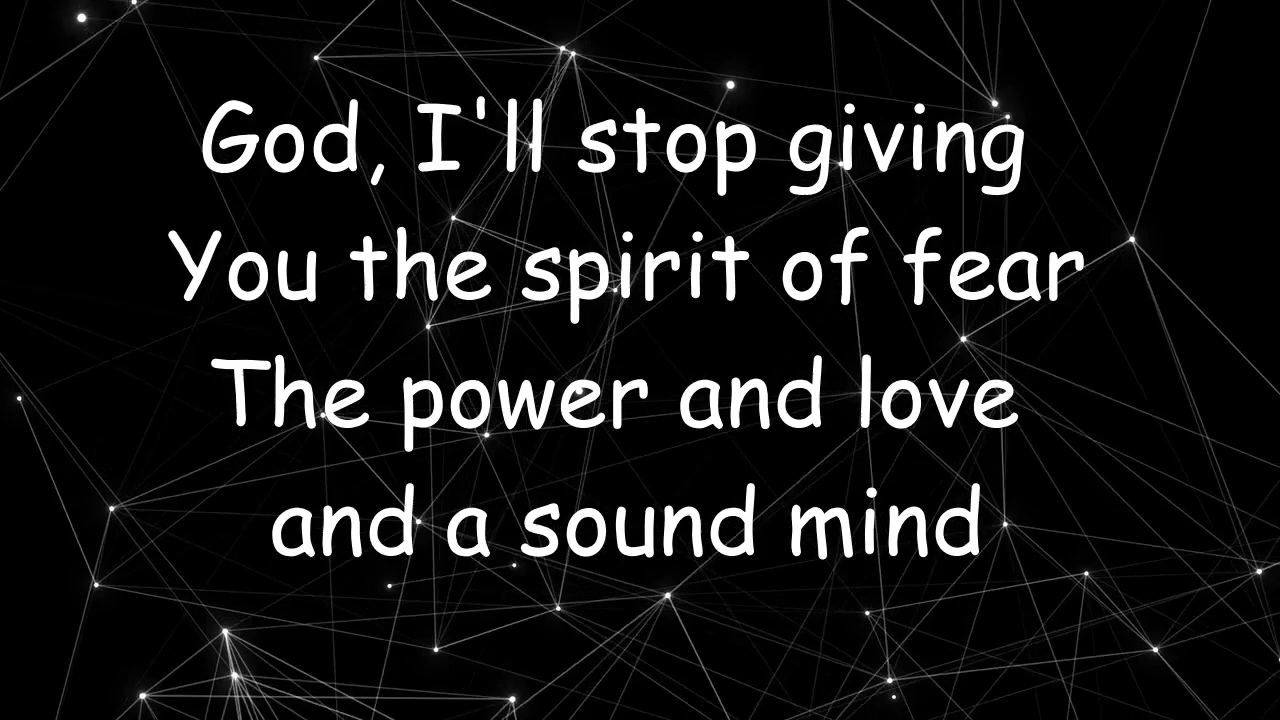 God, I'll stop giving
You the spirit of fear
The power and love
and a sound mind